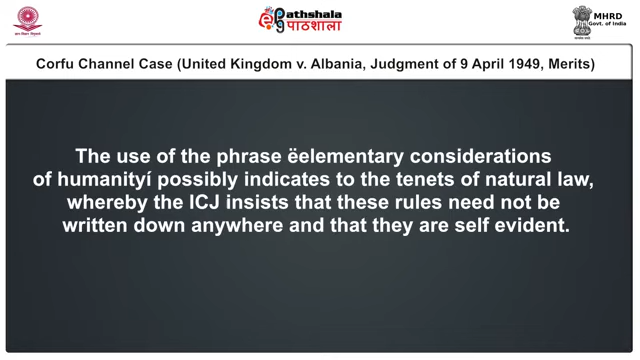 ePathshala
पाठशाला
MHRD
Govt. of India
Corfu Channel Case (United Kingdom v. Albania, Judgment of 9 April 1949, Merits)
The use of the phrase ëelementary considerations
of humanityí possibly indicates to the tenets of natural law,
whereby the ICJ insists that these rules need not be
written down anywhere and that they are self evident.